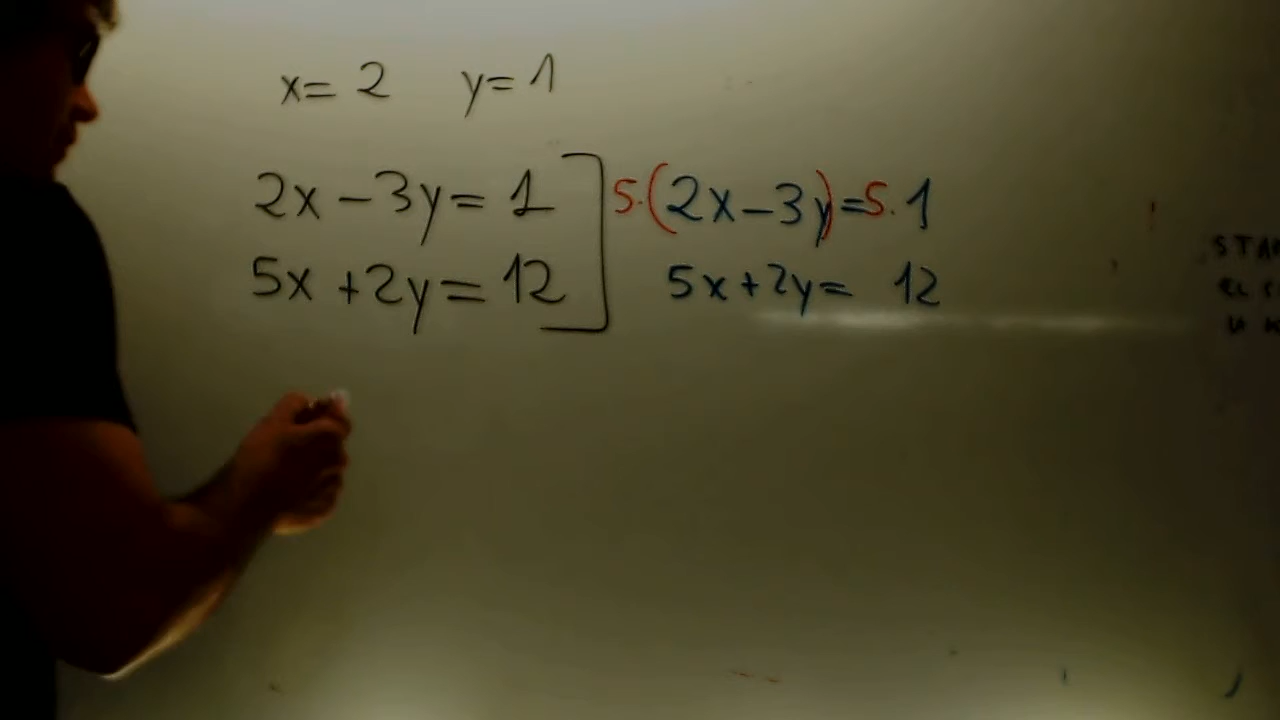 x= 2 y= 1
2x - 3y = 1 5·(2x-3y)=5·1
5x +2y = 12 5x+2y= 12